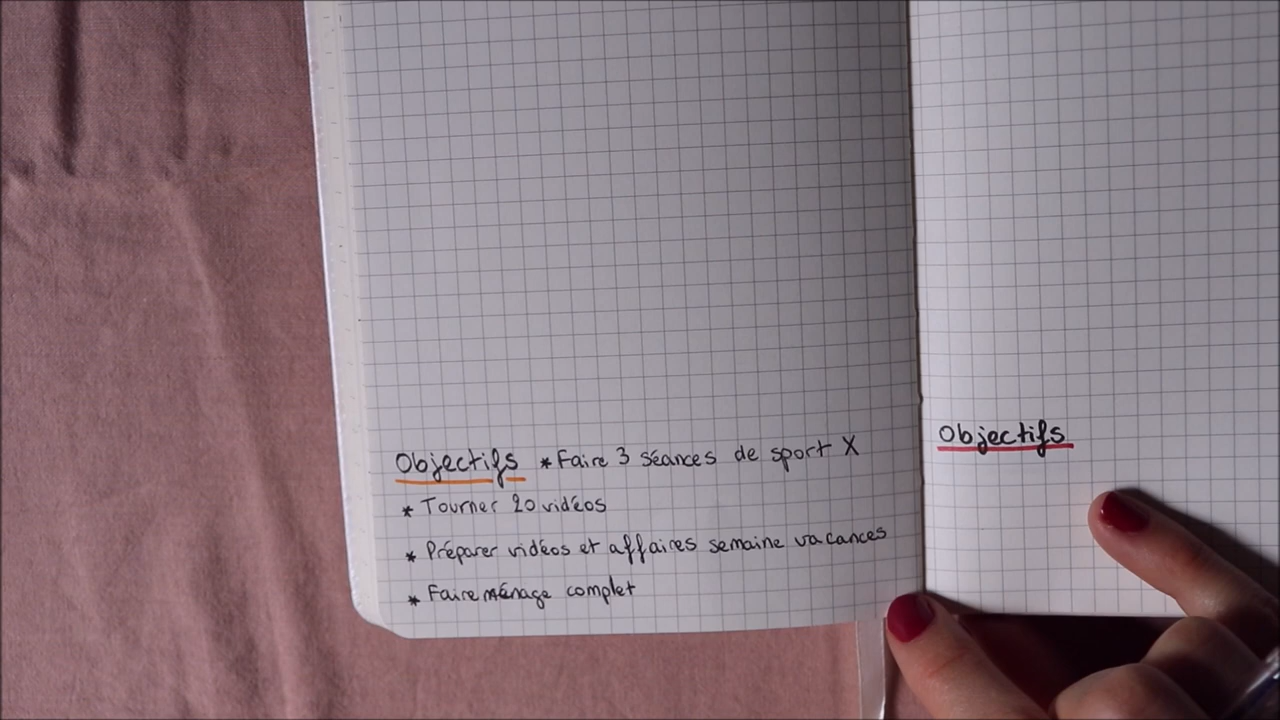 Objectifs * Faire 3 séances de sport X
* Tourner 20 vidéos
* Préparer vidéos et affaires semaine vacances
* Faire ménage complet
Objectifs